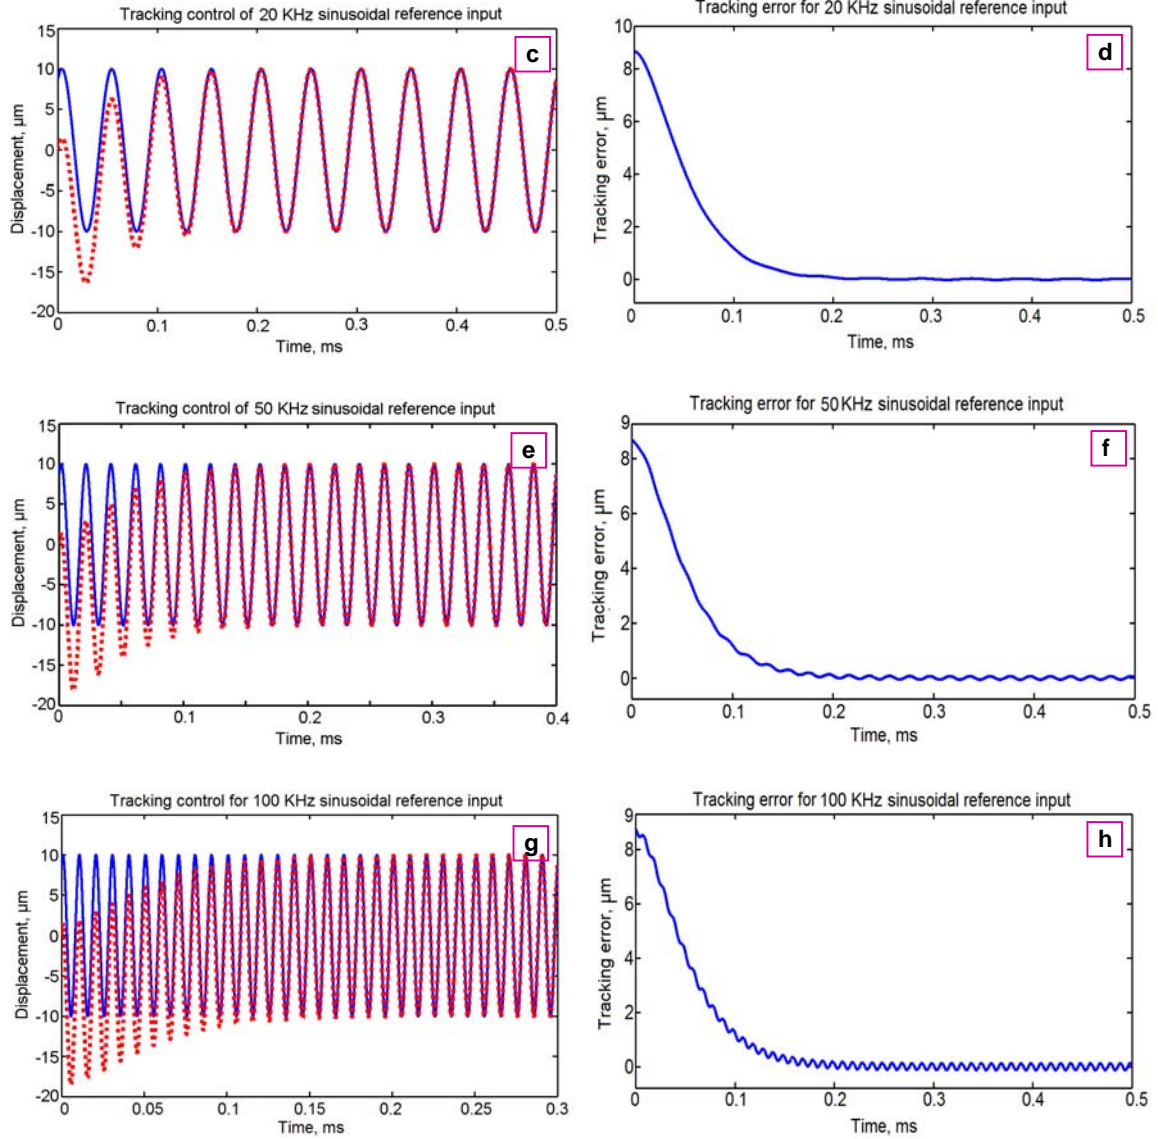 Tracking control of 20 KHz sinusoidal reference input
15
10
5
0
-5
-10
-15
-20
Displacement, µm
c
0 0.1 0.2 0.3 0.4 0.5
Time, ms
Tracking error for 20 KHz sinusoidal reference input
10
8
6
4
2
0
Tracking error, µm
d
0 0.1 0.2 0.3 0.4 0.5
Time, ms
Tracking control of 50 KHz sinusoidal reference input
15
10
5
0
-5
-10
-15
-20
Displacement, µm
e
0 0.1 0.2 0.3 0.4
Time, ms
Tracking error for 50 KHz sinusoidal reference input
9
8
6
4
2
0
Tracking error, µm
f
0 0.1 0.2 0.3 0.4 0.5
Time, ms
Tracking control for 100 KHz sinusoidal reference input
15
10
5
0
-5
-10
-15
-20
Displacement, µm
g
0 0.05 0.1 0.15 0.2 0.25 0.3
Time, ms
Tracking error for 100 KHz sinusoidal reference input
9
8
6
4
2
0
Tracking error, µm
h
0 0.1 0.2 0.3 0.4 0.5
Time, ms